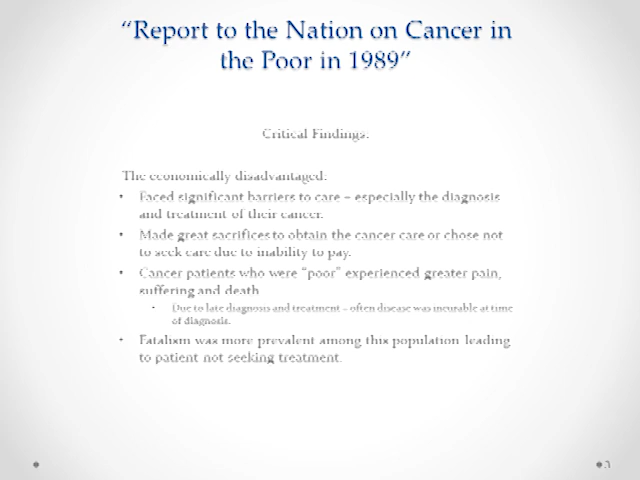 “Report to the Nation on Cancer in
the Poor in 1989”
Critical Findings:
The economically disadvantaged:
• Faced significant barriers to care – especially the diagnosis
and treatment of their cancer.
• Made great sacrifices to obtain the cancer care or chose not
to seek care due to inability to pay.
• Cancer patients who were “poor” experienced greater pain,
suffering and death
• Due to late diagnosis and treatment – often disease was incurable at time
of diagnosis.
• Fatalism was more prevalent among this population leading
to patient not seeking treatment.
3